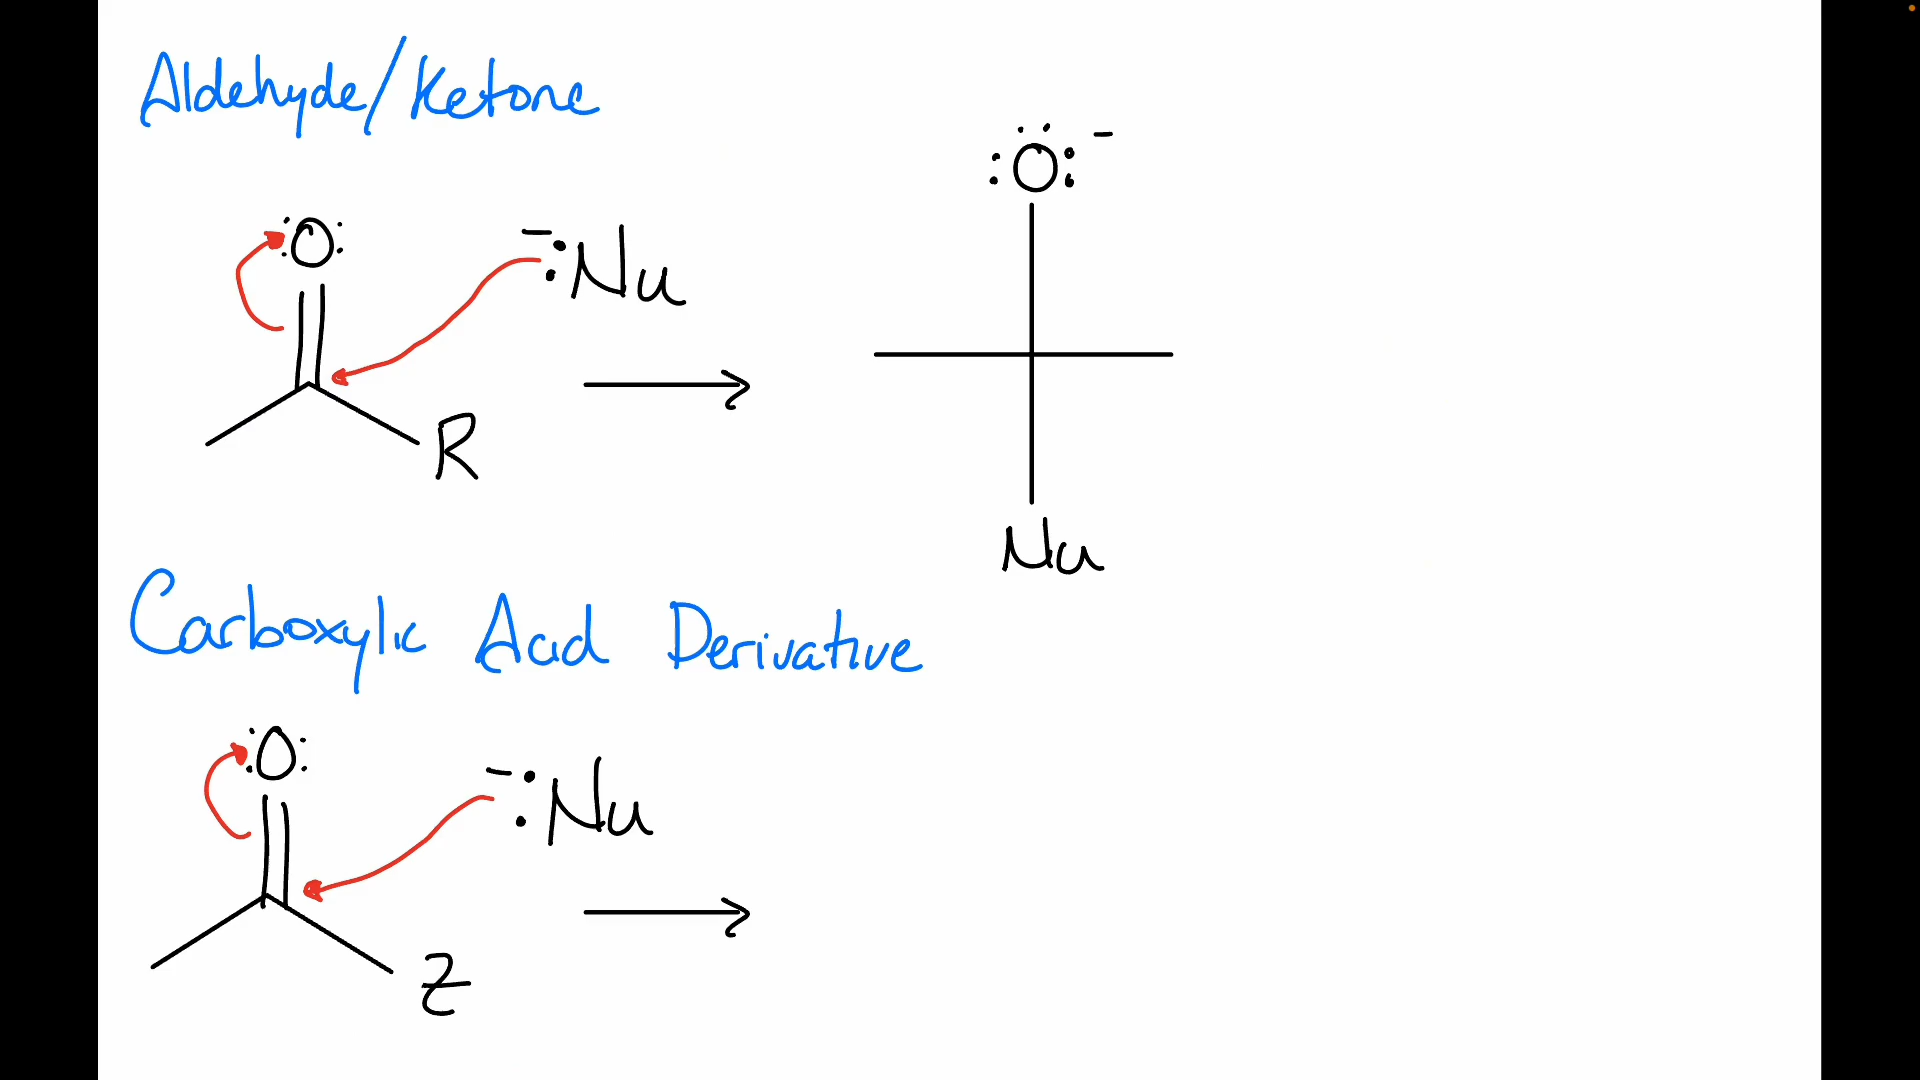 Aldehyde/Ketone
:O:
-
:O:
-:Nu
R
Nu
Carboxylic Acid Derivative
:O:
-:Nu
Z